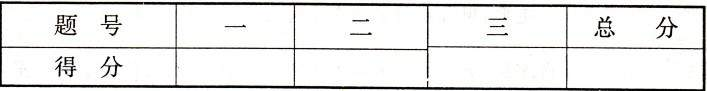 题 号 一 二 三 总 分
得 分